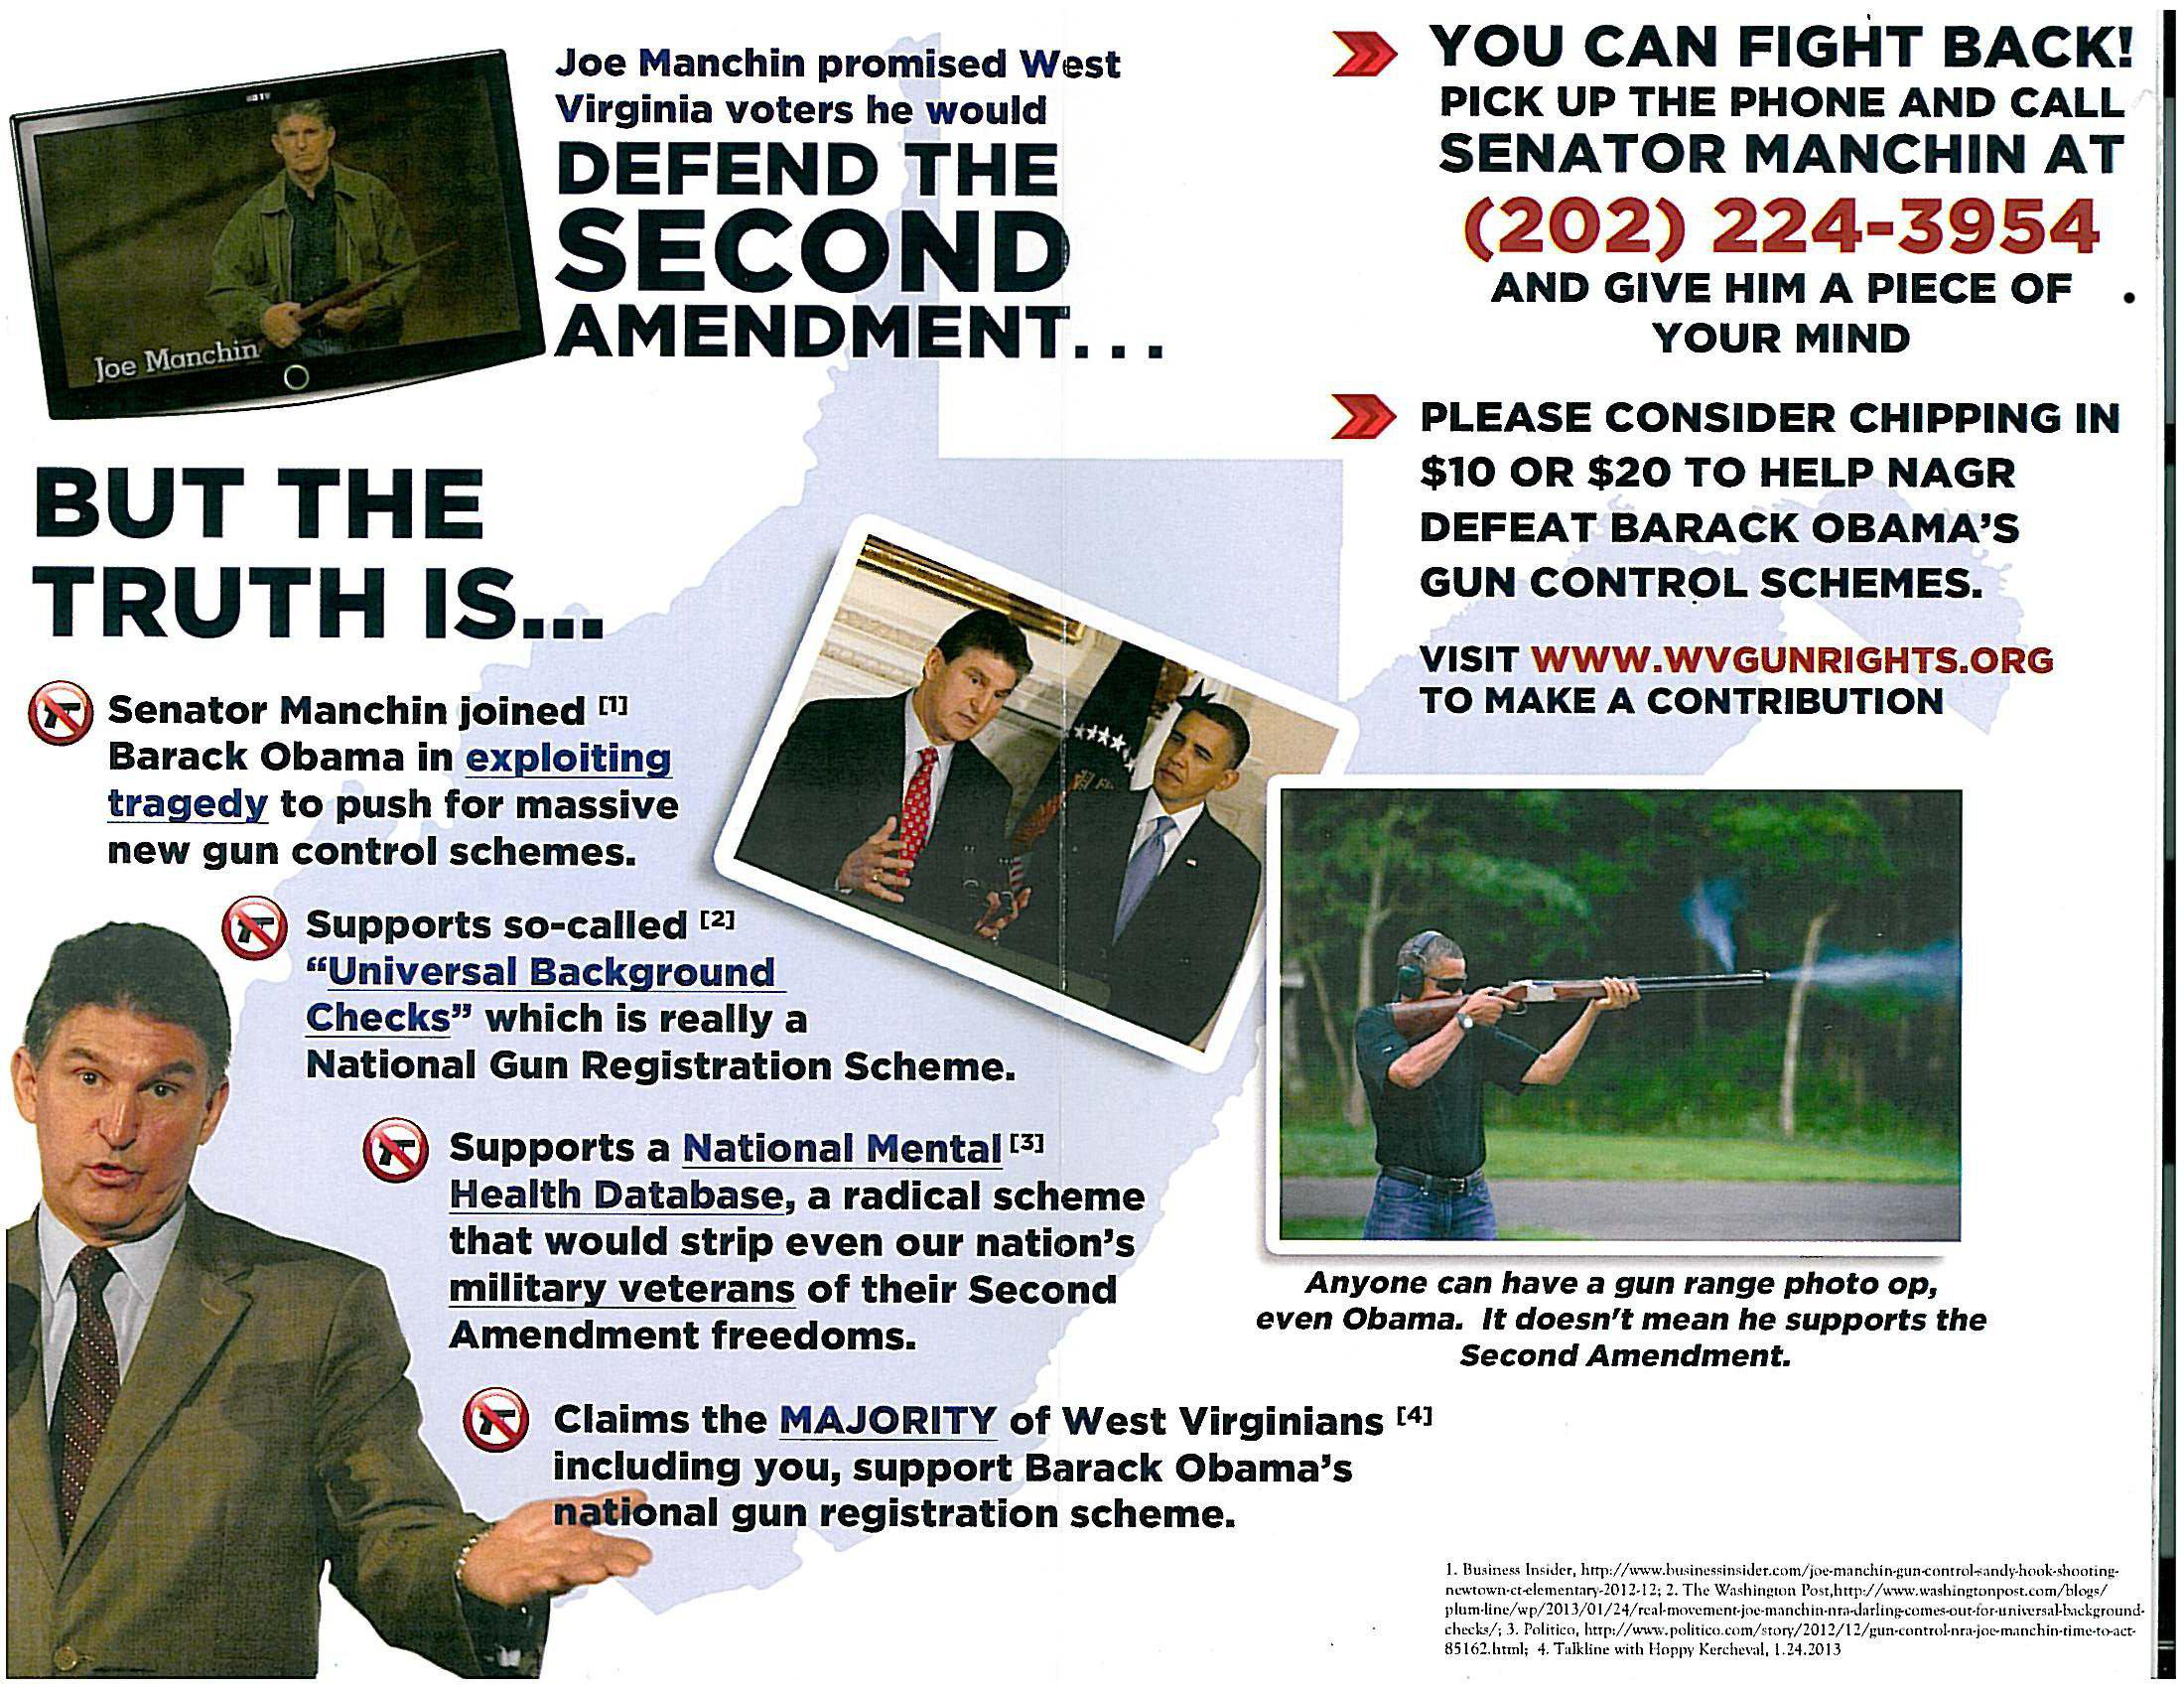 Joe Manchin promised West
Virginia voters he would
DEFEND THE
SECOND
AMENDMENT...
Joe Manchin
BUT THE
TRUTH IS...
Senator Manchin joined [1]
Barack Obama in exploiting
tragedy to push for massive
new gun control schemes.
Supports so-called [2]
“Universal Background
Checks” which is really a
National Gun Registration Scheme.
Supports a National Mental [3]
Health Database, a radical scheme
that would strip even our nation's
military veterans of their Second
Amendment freedoms.
Claims the MAJORITY of West Virginians [4]
including you, support Barack Obama's
national gun registration scheme.
YOU CAN FIGHT BACK!
PICK UP THE PHONE AND CALL
SENATOR MANCHIN AT
(202) 224-3954
AND GIVE HIM A PIECE OF
YOUR MIND
PLEASE CONSIDER CHIPPING IN
$10 OR $20 TO HELP NAGR
DEFEAT BARACK OBAMA'S
GUN CONTROL SCHEMES.
VISIT WWW.WVGUNRIGHTS.ORG
TO MAKE A CONTRIBUTION
Anyone can have a gun range photo op,
even Obama. It doesn't mean he supports the
Second Amendment.
1. Business Insider, http://www.businessinsider.com/joe-manchin-gun-control-sandy-hook-shooting-
newtown-ct-elementary-2012-12; 2. The Washington Post,http://www.washingtonpost.com/blogs/
plum-line/wp/2013/01/24/real-movement-joe-manchin-nra-darling-comes-out-for-universal-background-
checks/; 3. Politico, http://www.politico.com/story/2012/12/gun-control-nra-joe-manchin-time-to-act-
85162.html; 4. Talkline with Hoppy Kercheval, 1.24.2013